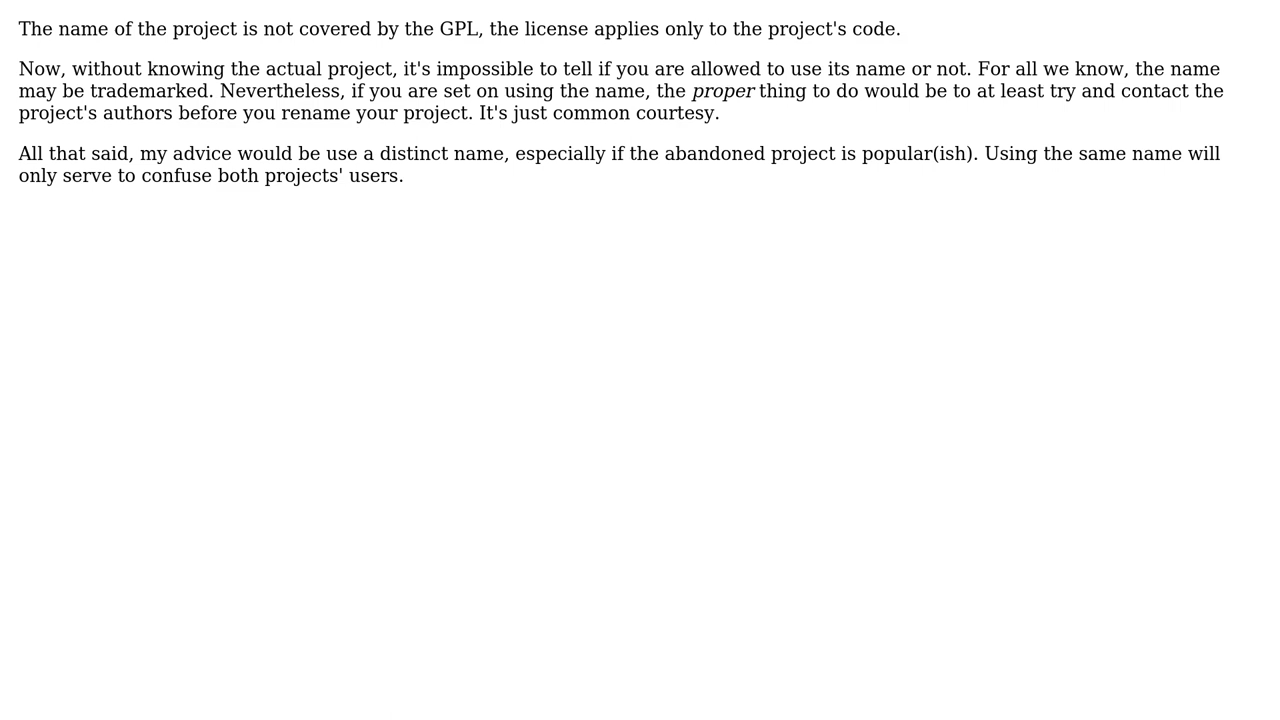 The name of the project is not covered by the GPL, the license applies only to the project's code.
Now, without knowing the actual project, it's impossible to tell if you are allowed to use its name or not. For all we know, the name
may be trademarked. Nevertheless, if you are set on using the name, the proper thing to do would be to at least try and contact the
project's authors before you rename your project. It's just common courtesy.
All that said, my advice would be use a distinct name, especially if the abandoned project is popular(ish). Using the same name will
only serve to confuse both projects' users.